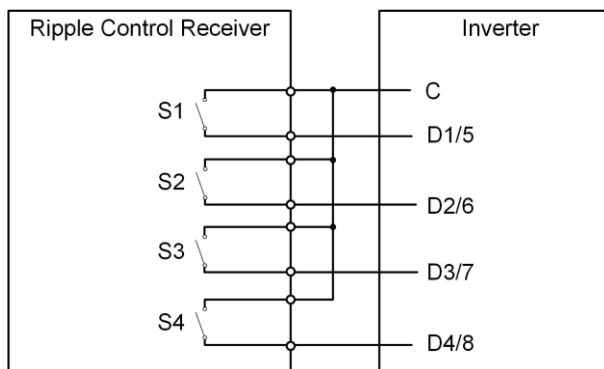 Ripple Control Receiver
Inverter
C
S1
D1/5
S2
D2/6
S3
D3/7
S4
D4/8